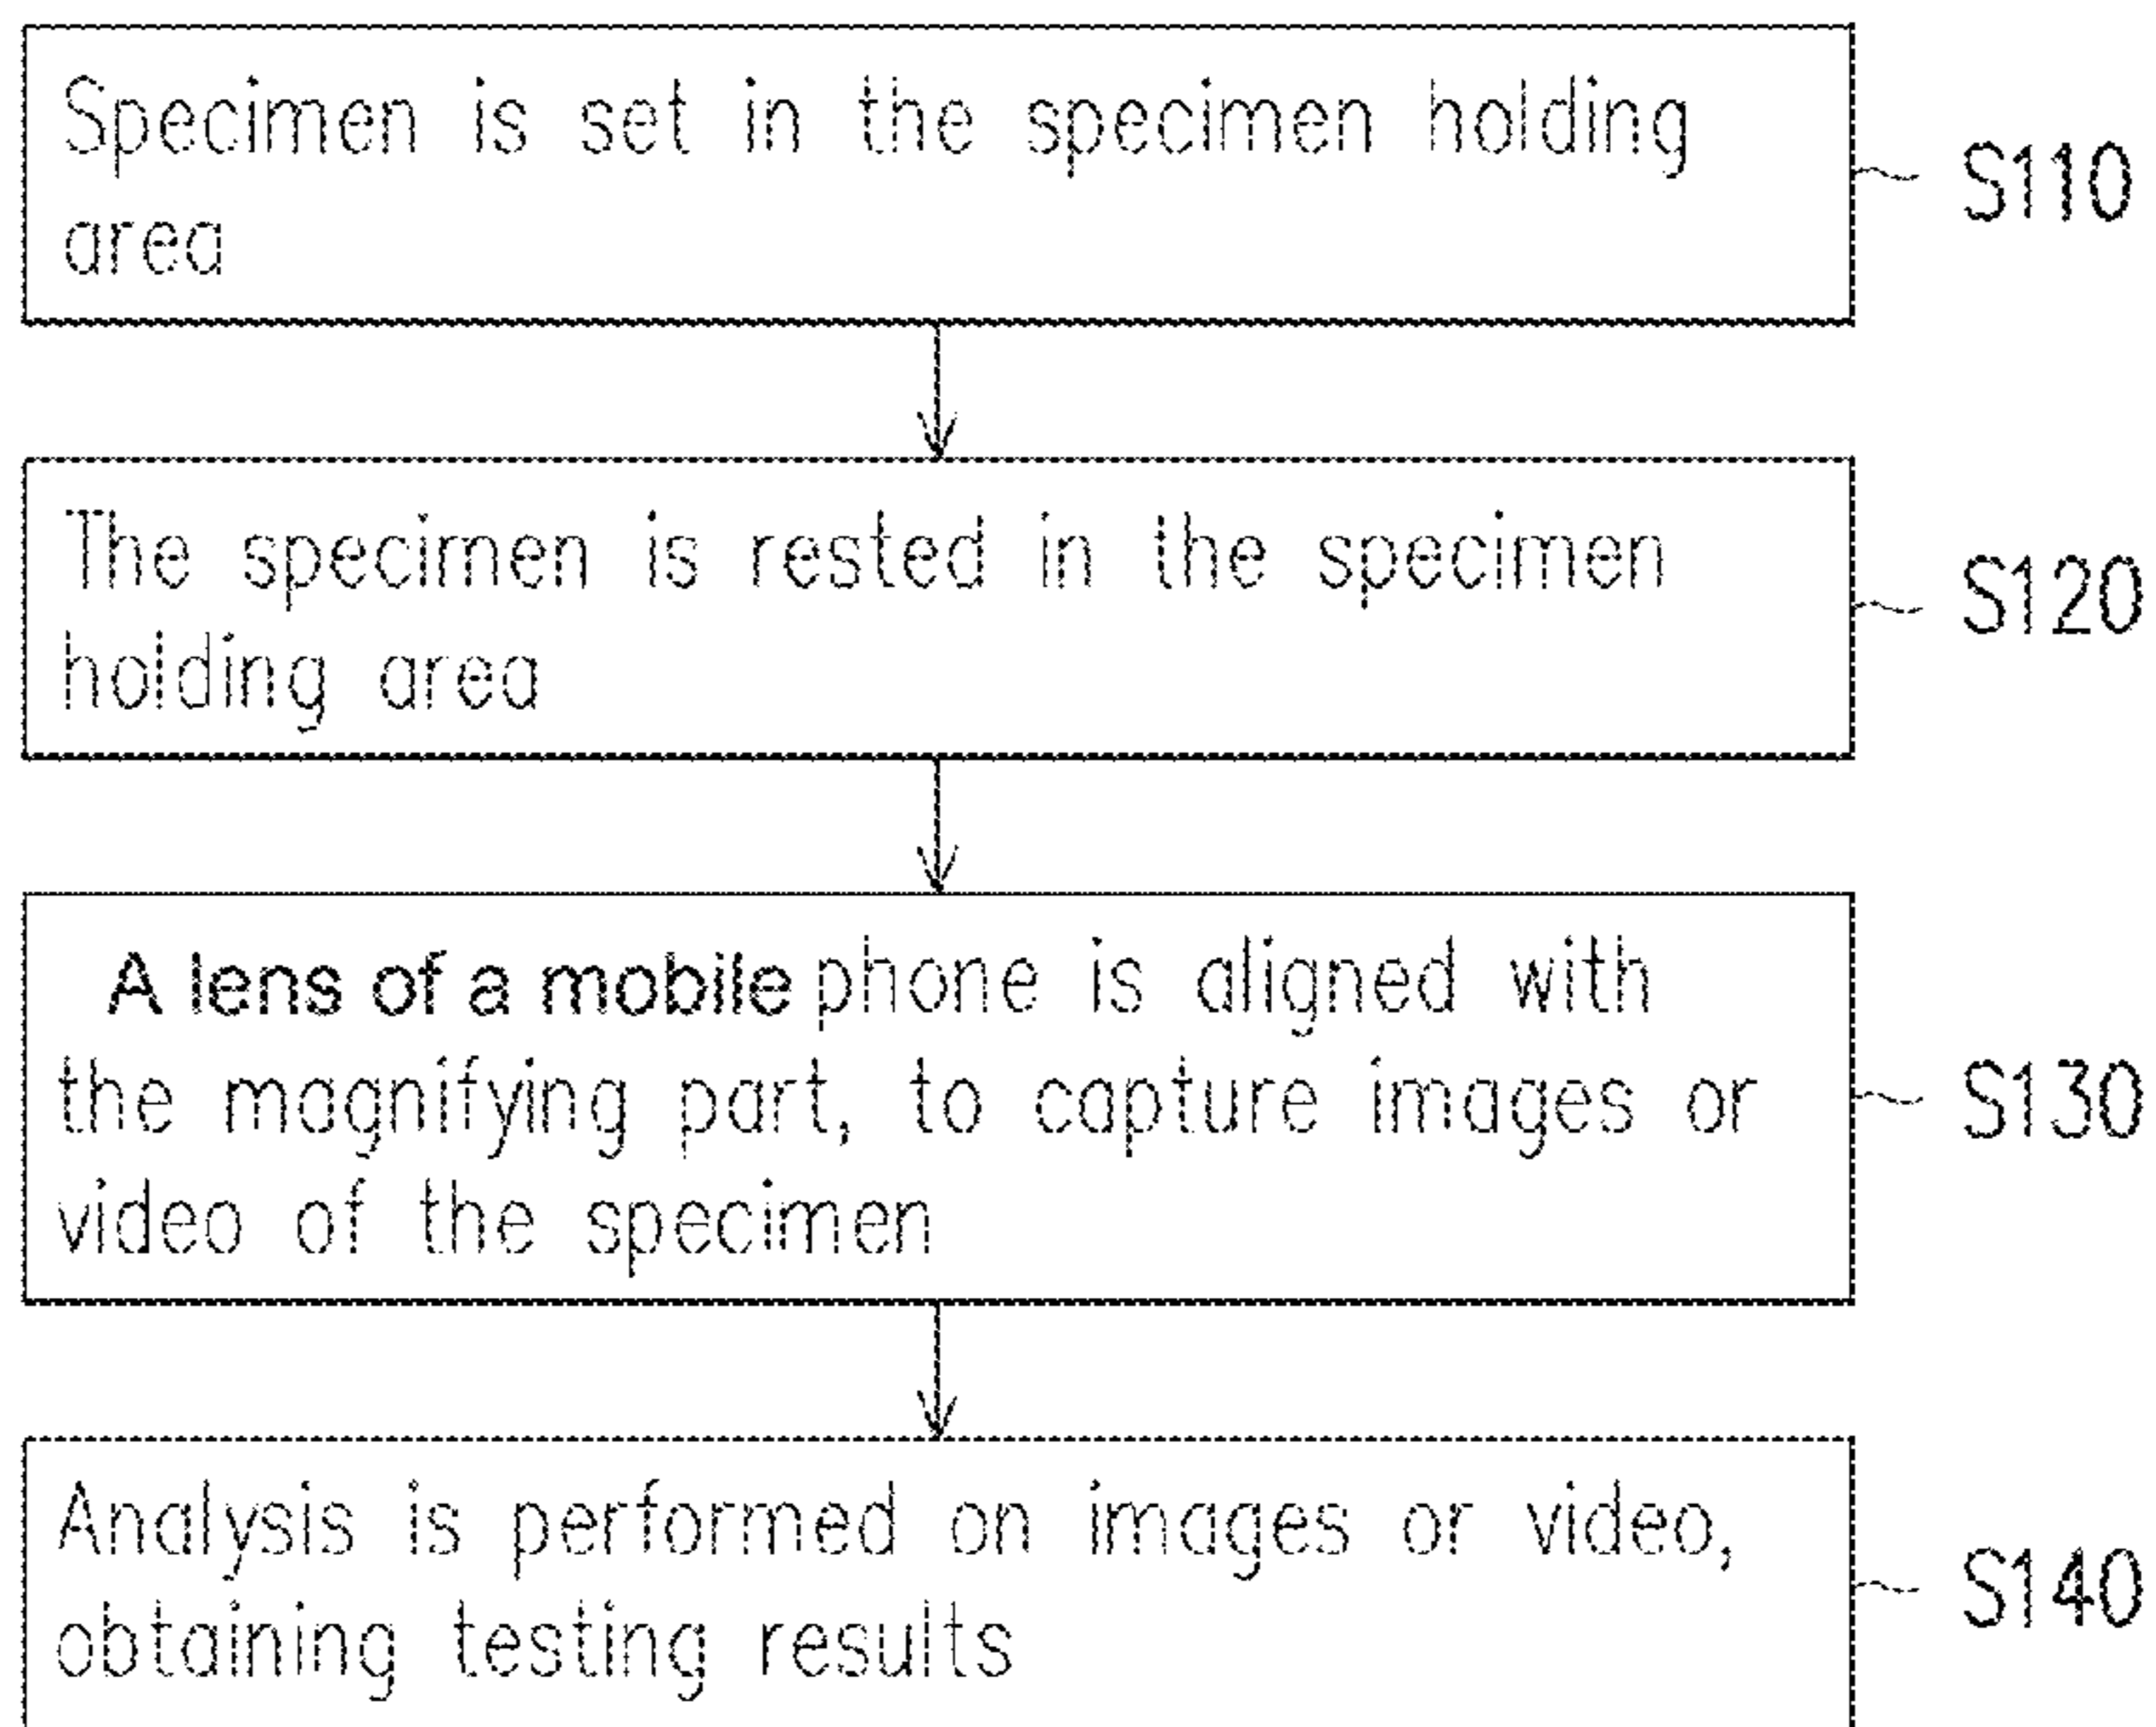 Specimen is set in the specimen holding
area
S110
The specimen is rested in the specimen
holding area
S120
A lens of a mobile phone is aligned with
the magnifying part, to capture images or
video of the specimen
S130
Analysis is performed on images or video,
obtaining testing results
S140